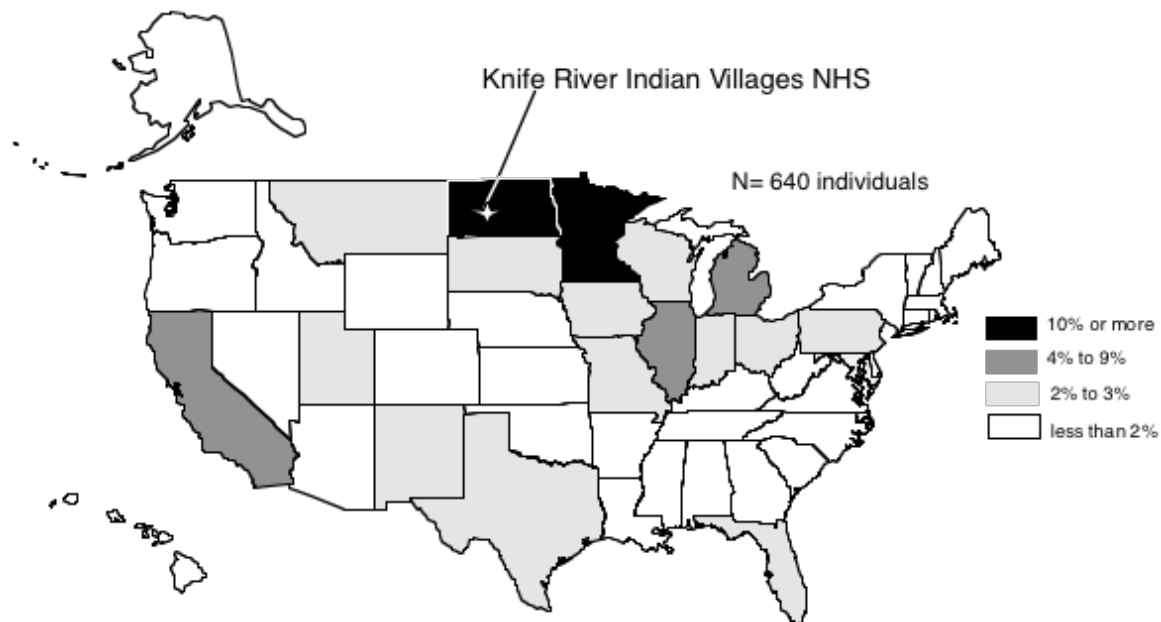 Knife River Indian Villages NHS
N= 640 individuals
10% or more
4% to 9%
2% to 3%
less than 2%